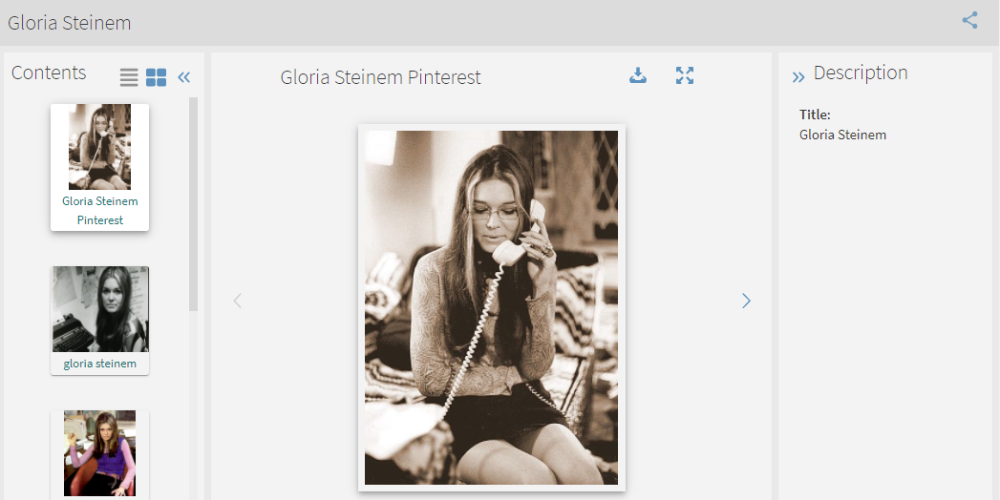 Gloria Steinem
Contents
Gloria Steinem
Pinterest
gloria steinem
Gloria Steinem Pinterest
Description
Title:
Gloria Steinem